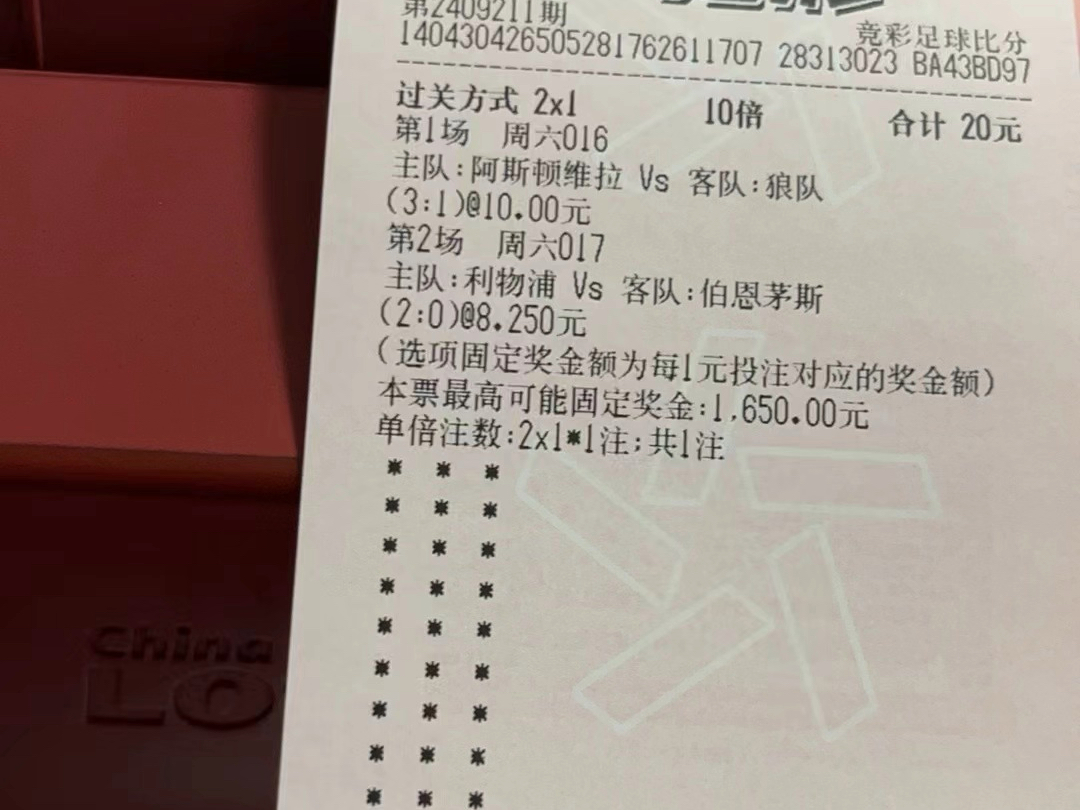 第2409211期
竞彩足球比分
140430426505281762611707 28313023 BA43BD97
过关方式 2x1 10倍 合计 20元
第1场 周六016
主队:阿斯顿维拉 Vs 客队:狼队
(3:1)@10.00元
第2场 周六017
主队:利物浦 Vs 客队:伯恩茅斯
(2:0)@8.250元
(选项固定奖金额为每1元投注对应的奖金额)
本票最高可能固定奖金:1,650.00元
单倍注数:2x1*1注;共1注
* * *
* * *
* * *
* * *
* * *
* * *
* * *
* * *
* * *
China
LO